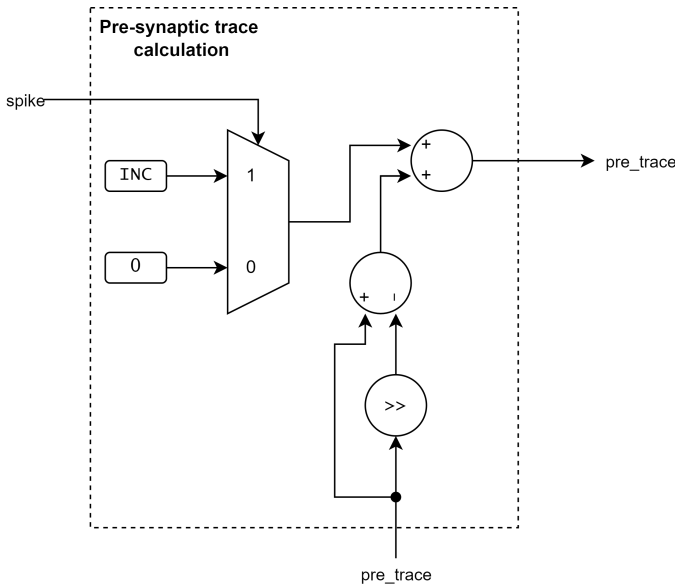 Pre-synaptic trace
calculation
spike
INC
1
0
0
+
+
pre_trace
+
-
>>
pre_trace